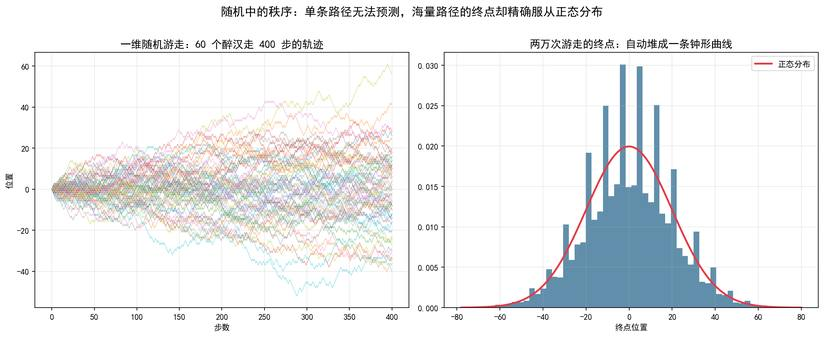 随机中的秩序：单条路径无法预测，海量路径的终点却精确服从正态分布
一维随机游走：60 个醉汉走 400 步的轨迹
60
40
20
0
−20
−40
位置
0 50 100 150 200 250 300 350 400
步数
两万次游走的终点：自动堆成一条钟形曲线
正态分布
0.030
0.025
0.020
0.015
0.010
0.005
0.000
−80 −60 −40 −20 0 20 40 60 80
终点位置